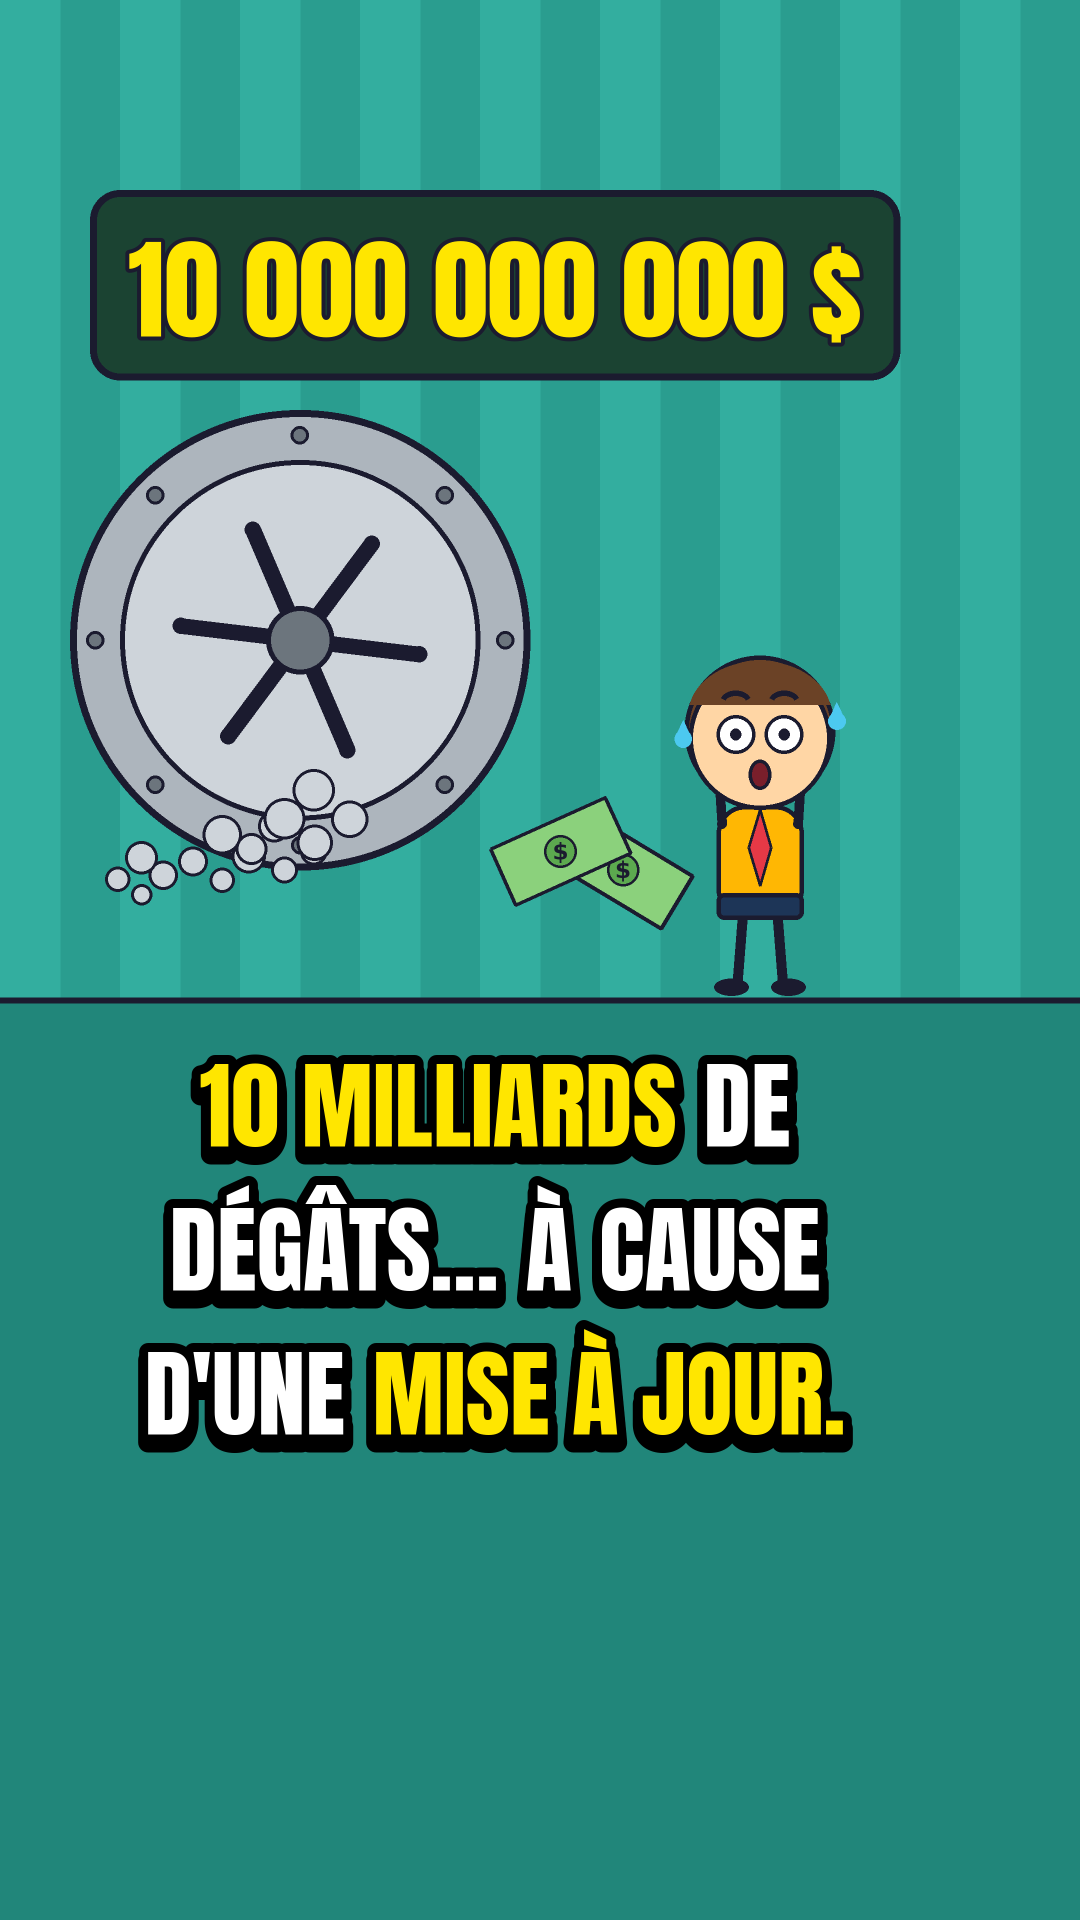 10 000 000 000 $
$
$
10 MILLIARDS DE
DÉGÂTS... À CAUSE
D'UNE MISE À JOUR.